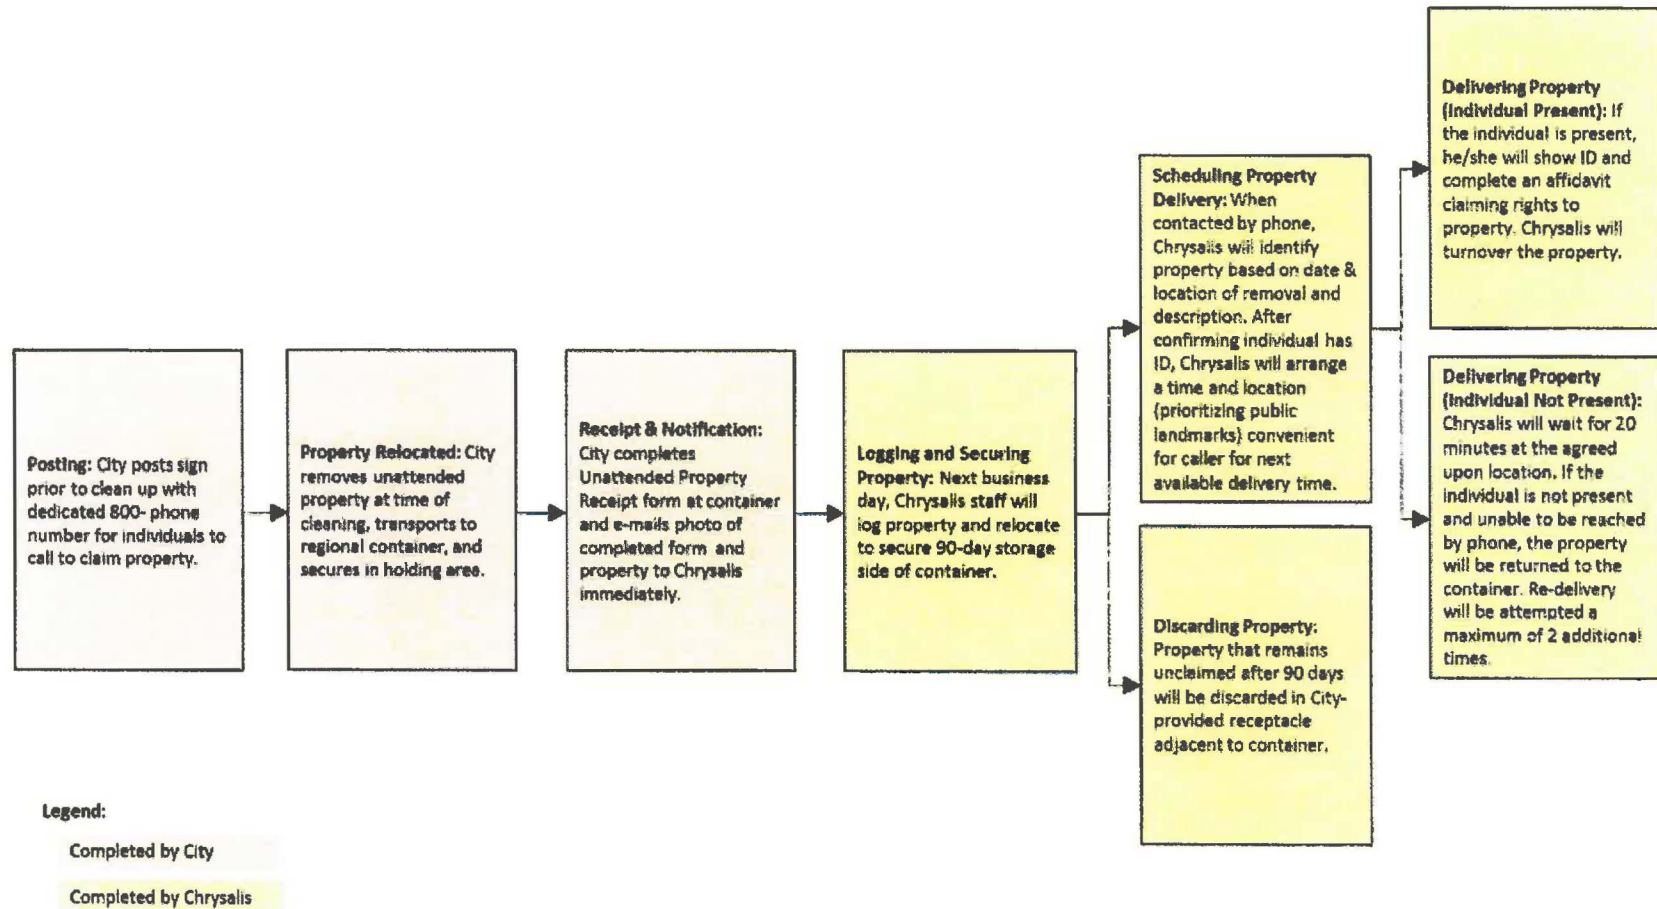 Posting: City posts sign
prior to clean up with
dedicated 800- phone
number for individuals to
call to claim property.
Property Relocated: City
removes unattended
property at time of
cleaning, transports to
regional container, and
secures in holding area.
Receipt & Notification:
City completes
Unattended Property
Receipt form at container
and e-mails photo of
completed form and
property to Chrysalis
immediately.
Logging and Securing
Property: Next business
day, Chrysalis staff will
log property and relocate
to secure 90-day storage
side of container.
Scheduling Property
Delivery: When
contacted by phone,
Chrysalis will identify
property based on date &
location of removal and
description. After
confirming individual has
ID, Chrysalis will arrange
a time and location
(prioritizing public
landmarks) convenient
for caller for next
available delivery time.
Discarding Property:
Property that remains
unclaimed after 90 days
will be discarded in City-
provided receptacle
adjacent to container.
Delivering Property
(Individual Present): If
the individual is present,
he/she will show ID and
complete an affidavit
claiming rights to
property. Chrysalis will
turnover the property.
Delivering Property
(Individual Not Present):
Chrysalis will wait for 20
minutes at the agreed
upon location. If the
individual is not present
and unable to be reached
by phone, the property
will be returned to the
container. Re-delivery
will be attempted a
maximum of 2 additional
times.
Legend:
Completed by City
Completed by Chrysalis